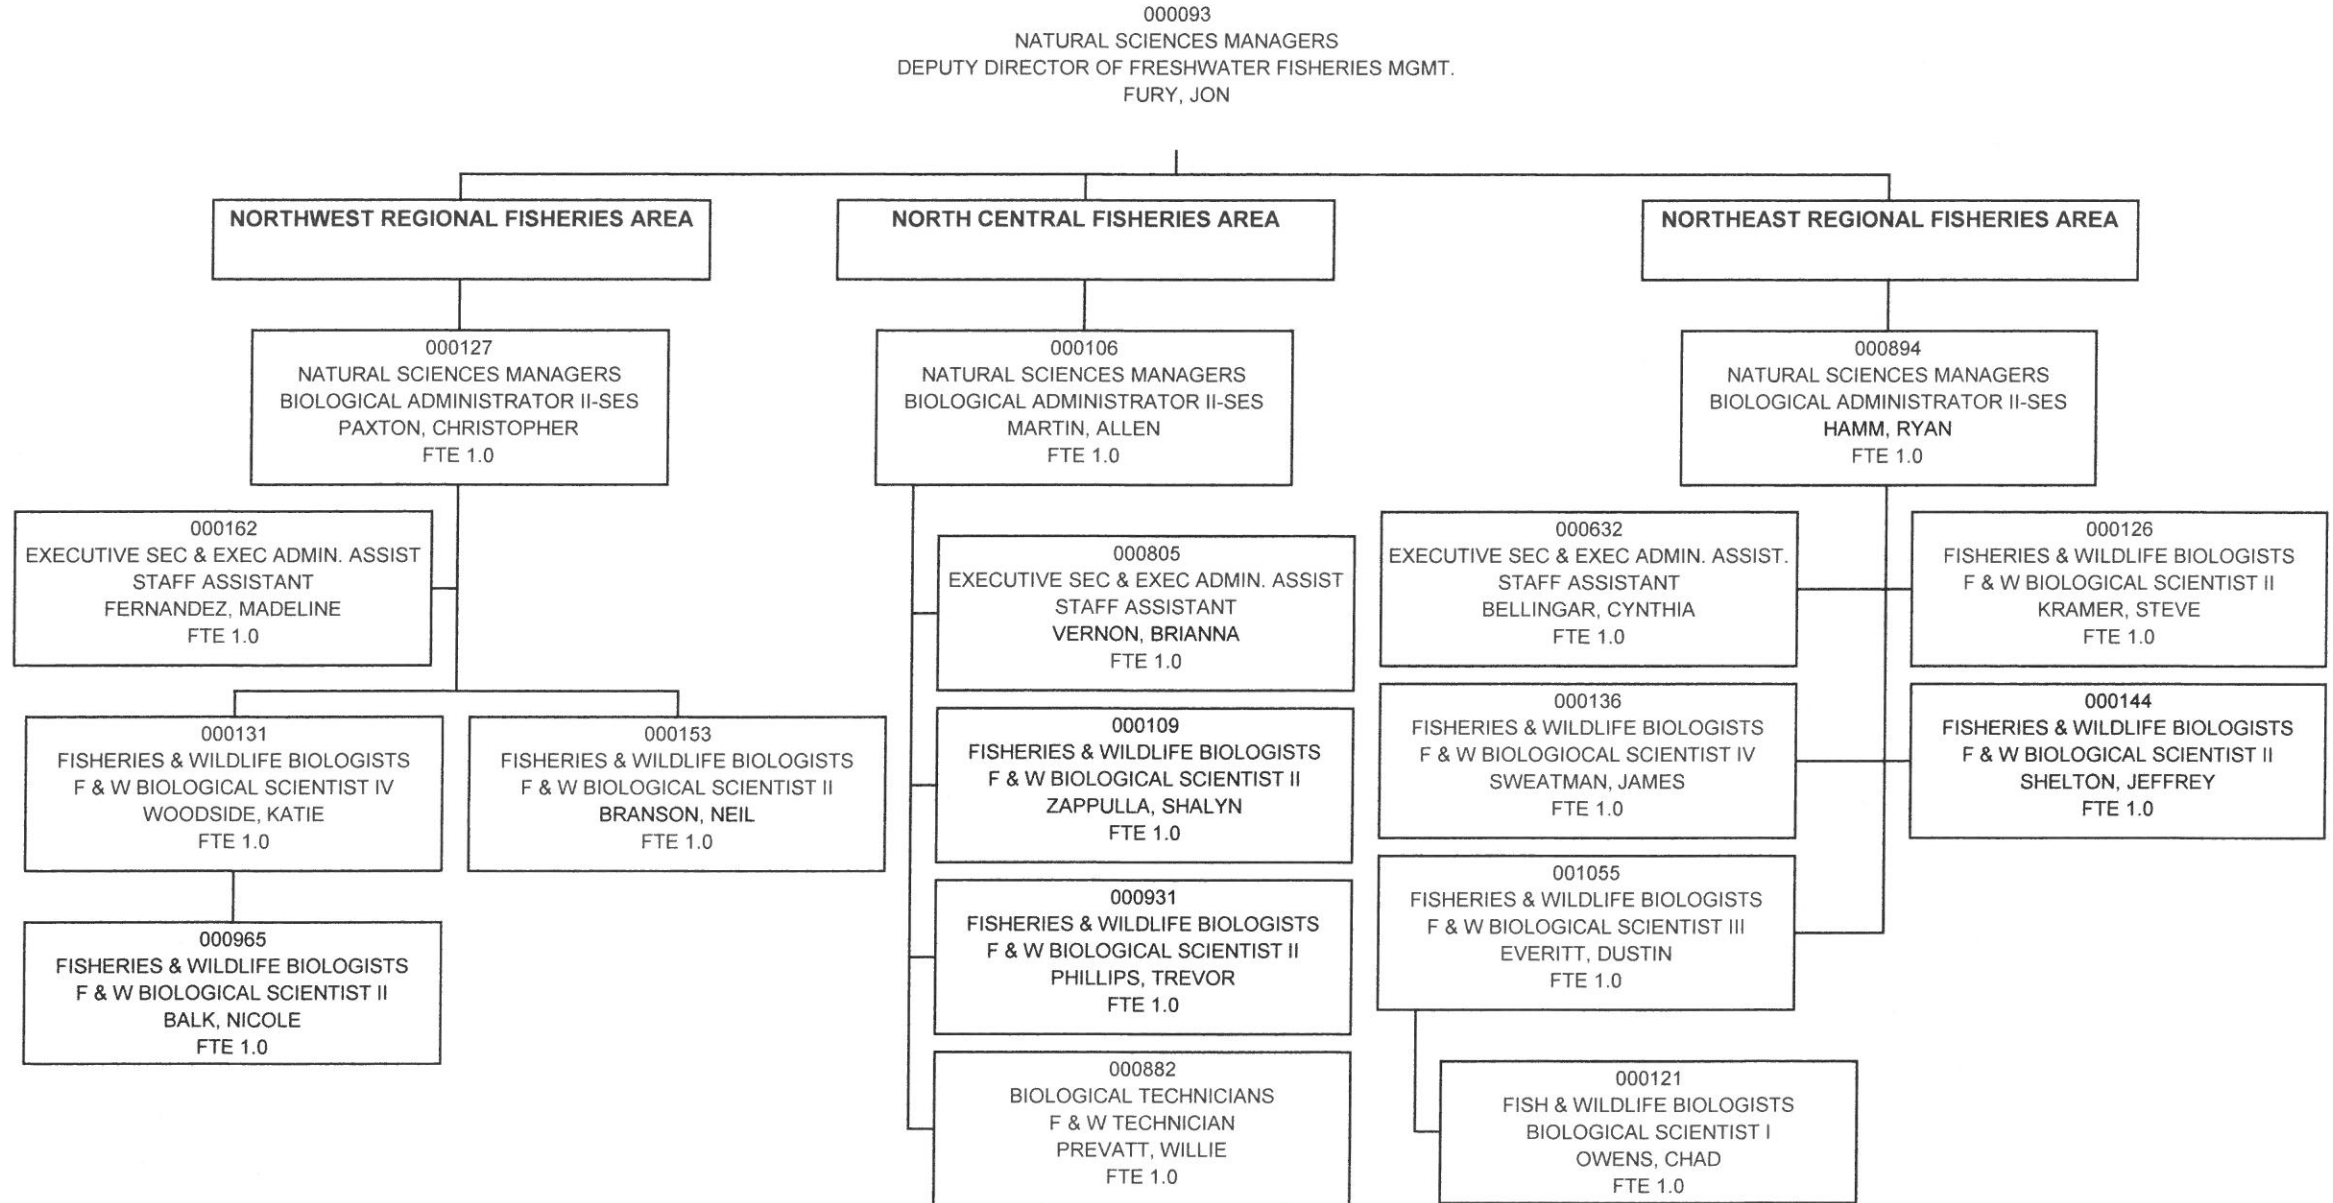 000093
NATURAL SCIENCES MANAGERS
DEPUTY DIRECTOR OF FRESHWATER FISHERIES MGMT.
FURY, JON
NORTHWEST REGIONAL FISHERIES AREA
NORTH CENTRAL FISHERIES AREA
NORTHEAST REGIONAL FISHERIES AREA
000127
NATURAL SCIENCES MANAGERS
BIOLOGICAL ADMINISTRATOR II-SES
PAXTON, CHRISTOPHER
FTE 1.0
000106
NATURAL SCIENCES MANAGERS
BIOLOGICAL ADMINISTRATOR II-SES
MARTIN, ALLEN
FTE 1.0
000894
NATURAL SCIENCES MANAGERS
BIOLOGICAL ADMINISTRATOR II-SES
HAMM, RYAN
FTE 1.0
000162
EXECUTIVE SEC & EXEC ADMIN. ASSIST
STAFF ASSISTANT
FERNANDEZ, MADELINE
FTE 1.0
000805
EXECUTIVE SEC & EXEC ADMIN. ASSIST
STAFF ASSISTANT
VERNON, BRIANNA
FTE 1.0
000632
EXECUTIVE SEC & EXEC ADMIN. ASSIST.
STAFF ASSISTANT
BELLINGAR, CYNTHIA
FTE 1.0
000126
FISHERIES & WILDLIFE BIOLOGISTS
F & W BIOLOGICAL SCIENTIST II
KRAMER, STEVE
FTE 1.0
000131
FISHERIES & WILDLIFE BIOLOGISTS
F & W BIOLOGICAL SCIENTIST IV
WOODSIDE, KATIE
FTE 1.0
000153
FISHERIES & WILDLIFE BIOLOGISTS
F & W BIOLOGICAL SCIENTIST II
BRANSON, NEIL
FTE 1.0
000109
FISHERIES & WILDLIFE BIOLOGISTS
F & W BIOLOGICAL SCIENTIST II
ZAPPULLA, SHALYN
FTE 1.0
000136
FISHERIES & WILDLIFE BIOLOGISTS
F & W BIOLOGIOCAL SCIENTIST IV
SWEATMAN, JAMES
FTE 1.0
000144
FISHERIES & WILDLIFE BIOLOGISTS
F & W BIOLOGICAL SCIENTIST II
SHELTON, JEFFREY
FTE 1.0
000965
FISHERIES & WILDLIFE BIOLOGISTS
F & W BIOLOGICAL SCIENTIST II
BALK, NICOLE
FTE 1.0
000931
FISHERIES & WILDLIFE BIOLOGISTS
F & W BIOLOGICAL SCIENTIST II
PHILLIPS, TREVOR
FTE 1.0
001055
FISHERIES & WILDLIFE BIOLOGISTS
F & W BIOLOGICAL SCIENTIST III
EVERITT, DUSTIN
FTE 1.0
000882
BIOLOGICAL TECHNICIANS
F & W TECHNICIAN
PREVATT, WILLIE
FTE 1.0
000121
FISH & WILDLIFE BIOLOGISTS
BIOLOGICAL SCIENTIST I
OWENS, CHAD
FTE 1.0